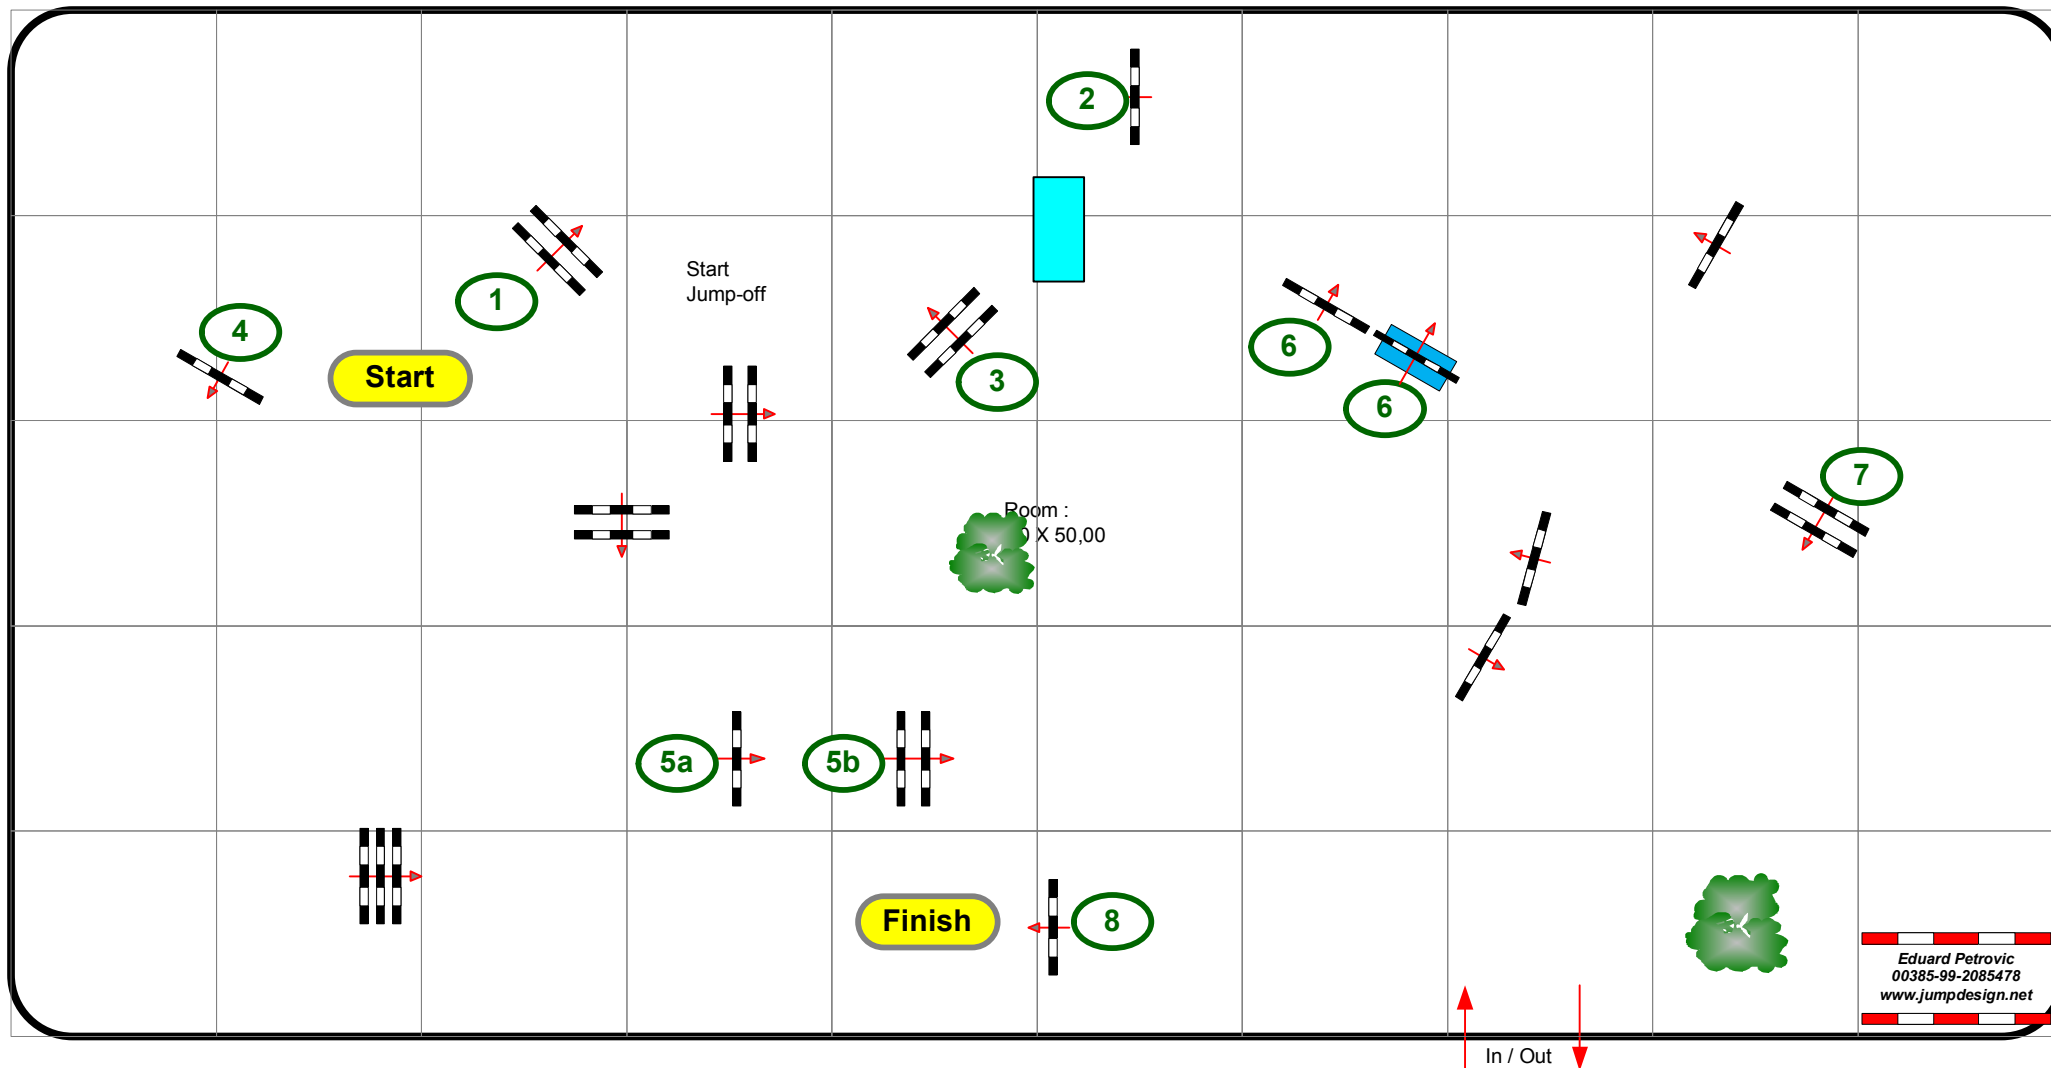 2
1
Start
Jump-off
4
Start
3
6
6
7
Room :
0 X 50,00
5a
5b
Finish
8
Eduard Petrovic
00385-99-2085478
www.jumpdesign.net
In / Out